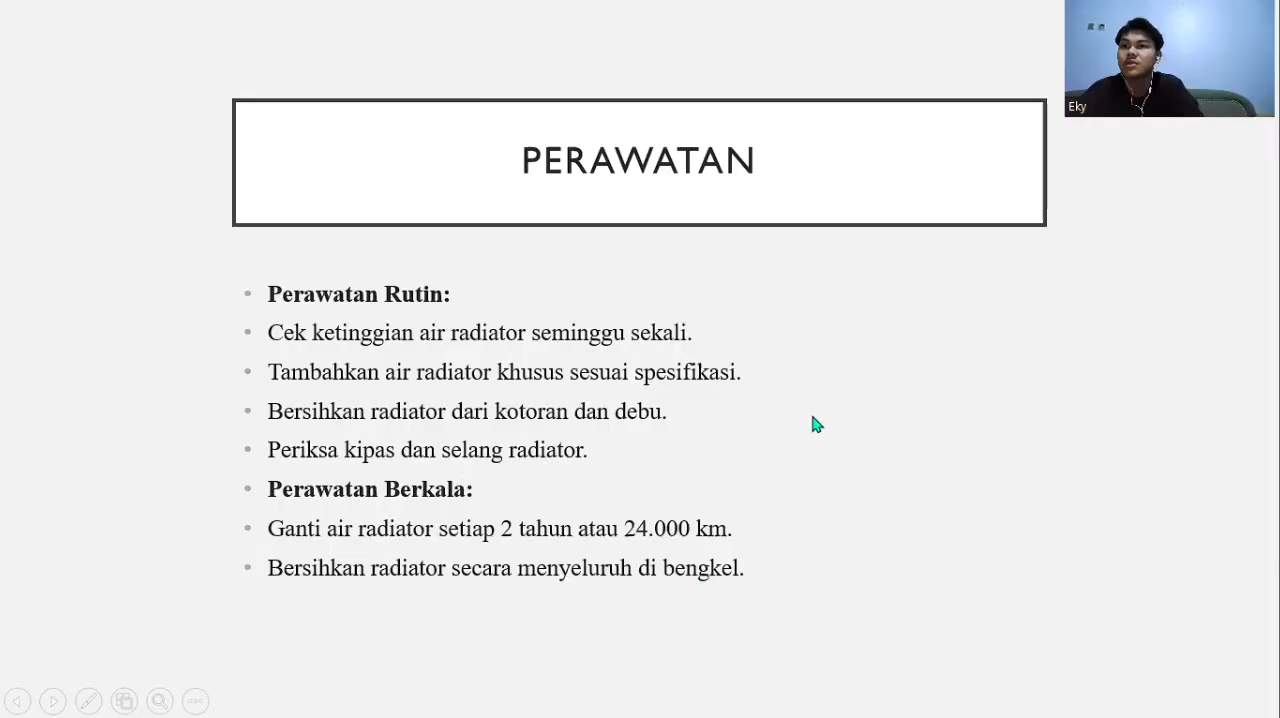 Eky
PERAWATAN
Perawatan Rutin:
Cek ketinggian air radiator seminggu sekali.
Tambahkan air radiator khusus sesuai spesifikasi.
Bersihkan radiator dari kotoran dan debu.
Periksa kipas dan selang radiator.
Perawatan Berkala:
Ganti air radiator setiap 2 tahun atau 24.000 km.
Bersihkan radiator secara menyeluruh di bengkel.